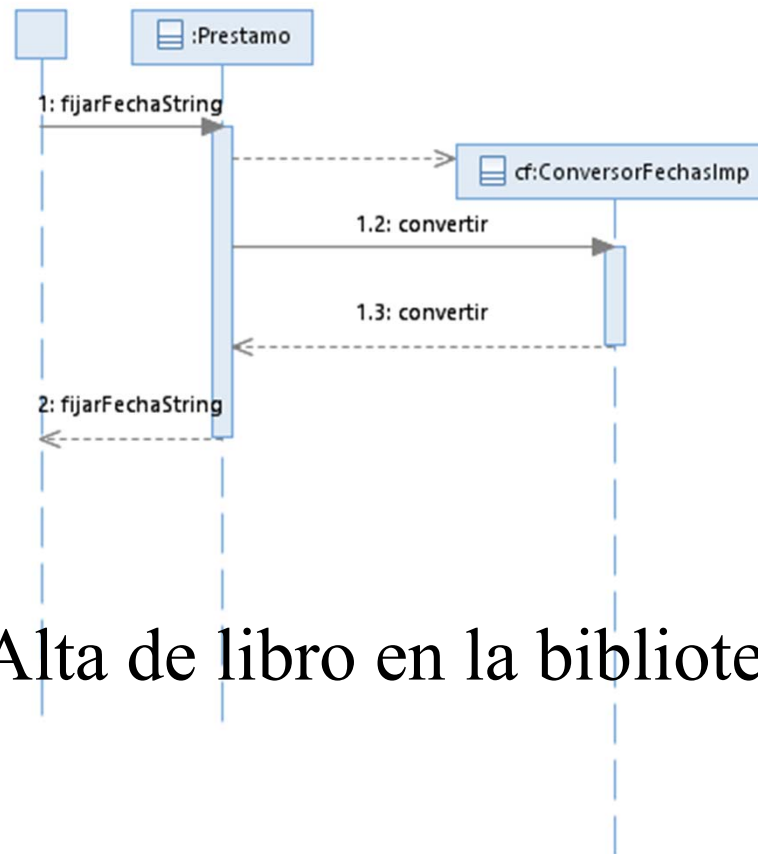 :Prestamo
1: fijarFechaString
cf:ConversorFechasImp
1.2: convertir
1.3: convertir
2: fijarFechaString
Alta de libro en la bibliote